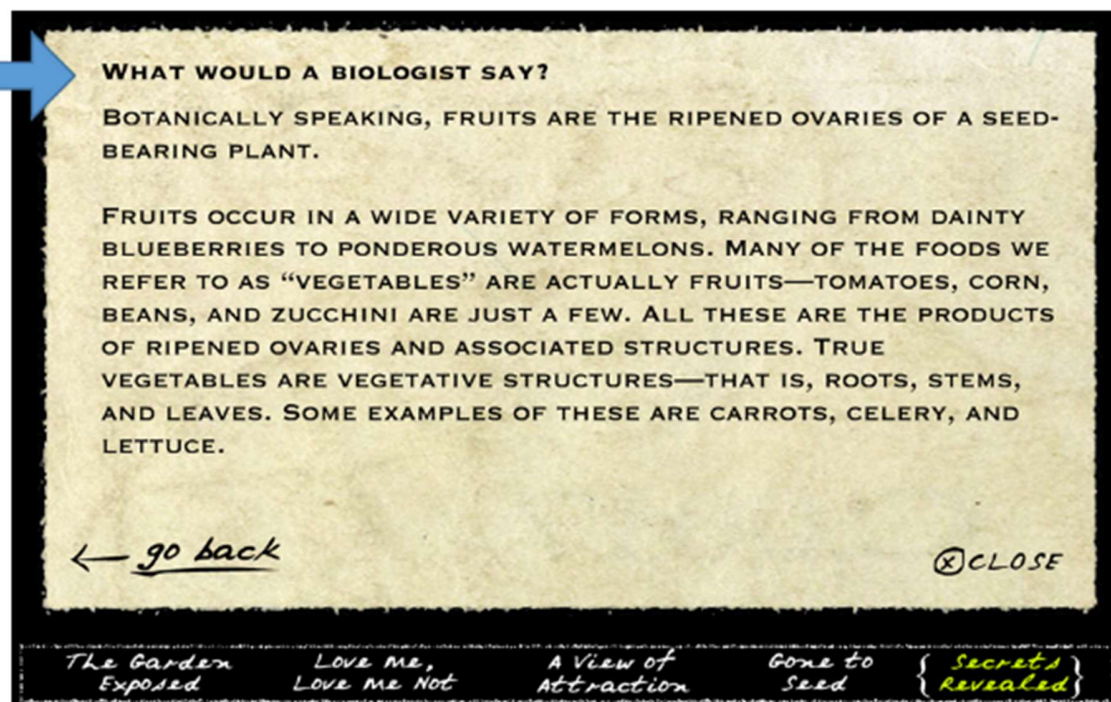 WHAT WOULD A BIOLOGIST SAY?
BOTANICALLY SPEAKING, FRUITS ARE THE RIPENED OVARIES OF A SEED-
BEARING PLANT.
FRUITS OCCUR IN A WIDE VARIETY OF FORMS, RANGING FROM DAINTY
BLUEBERRIES TO PONDEROUS WATERMELONS. MANY OF THE FOODS WE
REFER TO AS “VEGETABLES” ARE ACTUALLY FRUITS—TOMATOES, CORN,
BEANS, AND ZUCCHINI ARE JUST A FEW. ALL THESE ARE THE PRODUCTS
OF RIPENED OVARIES AND ASSOCIATED STRUCTURES. TRUE
VEGETABLES ARE VEGETATIVE STRUCTURES—THAT IS, ROOTS, STEMS,
AND LEAVES. SOME EXAMPLES OF THESE ARE CARROTS, CELERY, AND
LETTUCE.
← go back
ⓧ CLOSE
The Garden
Exposed
Love Me,
Love Me Not
A View of
Attraction
Gone to
Seed
{ Secrets
Revealed }